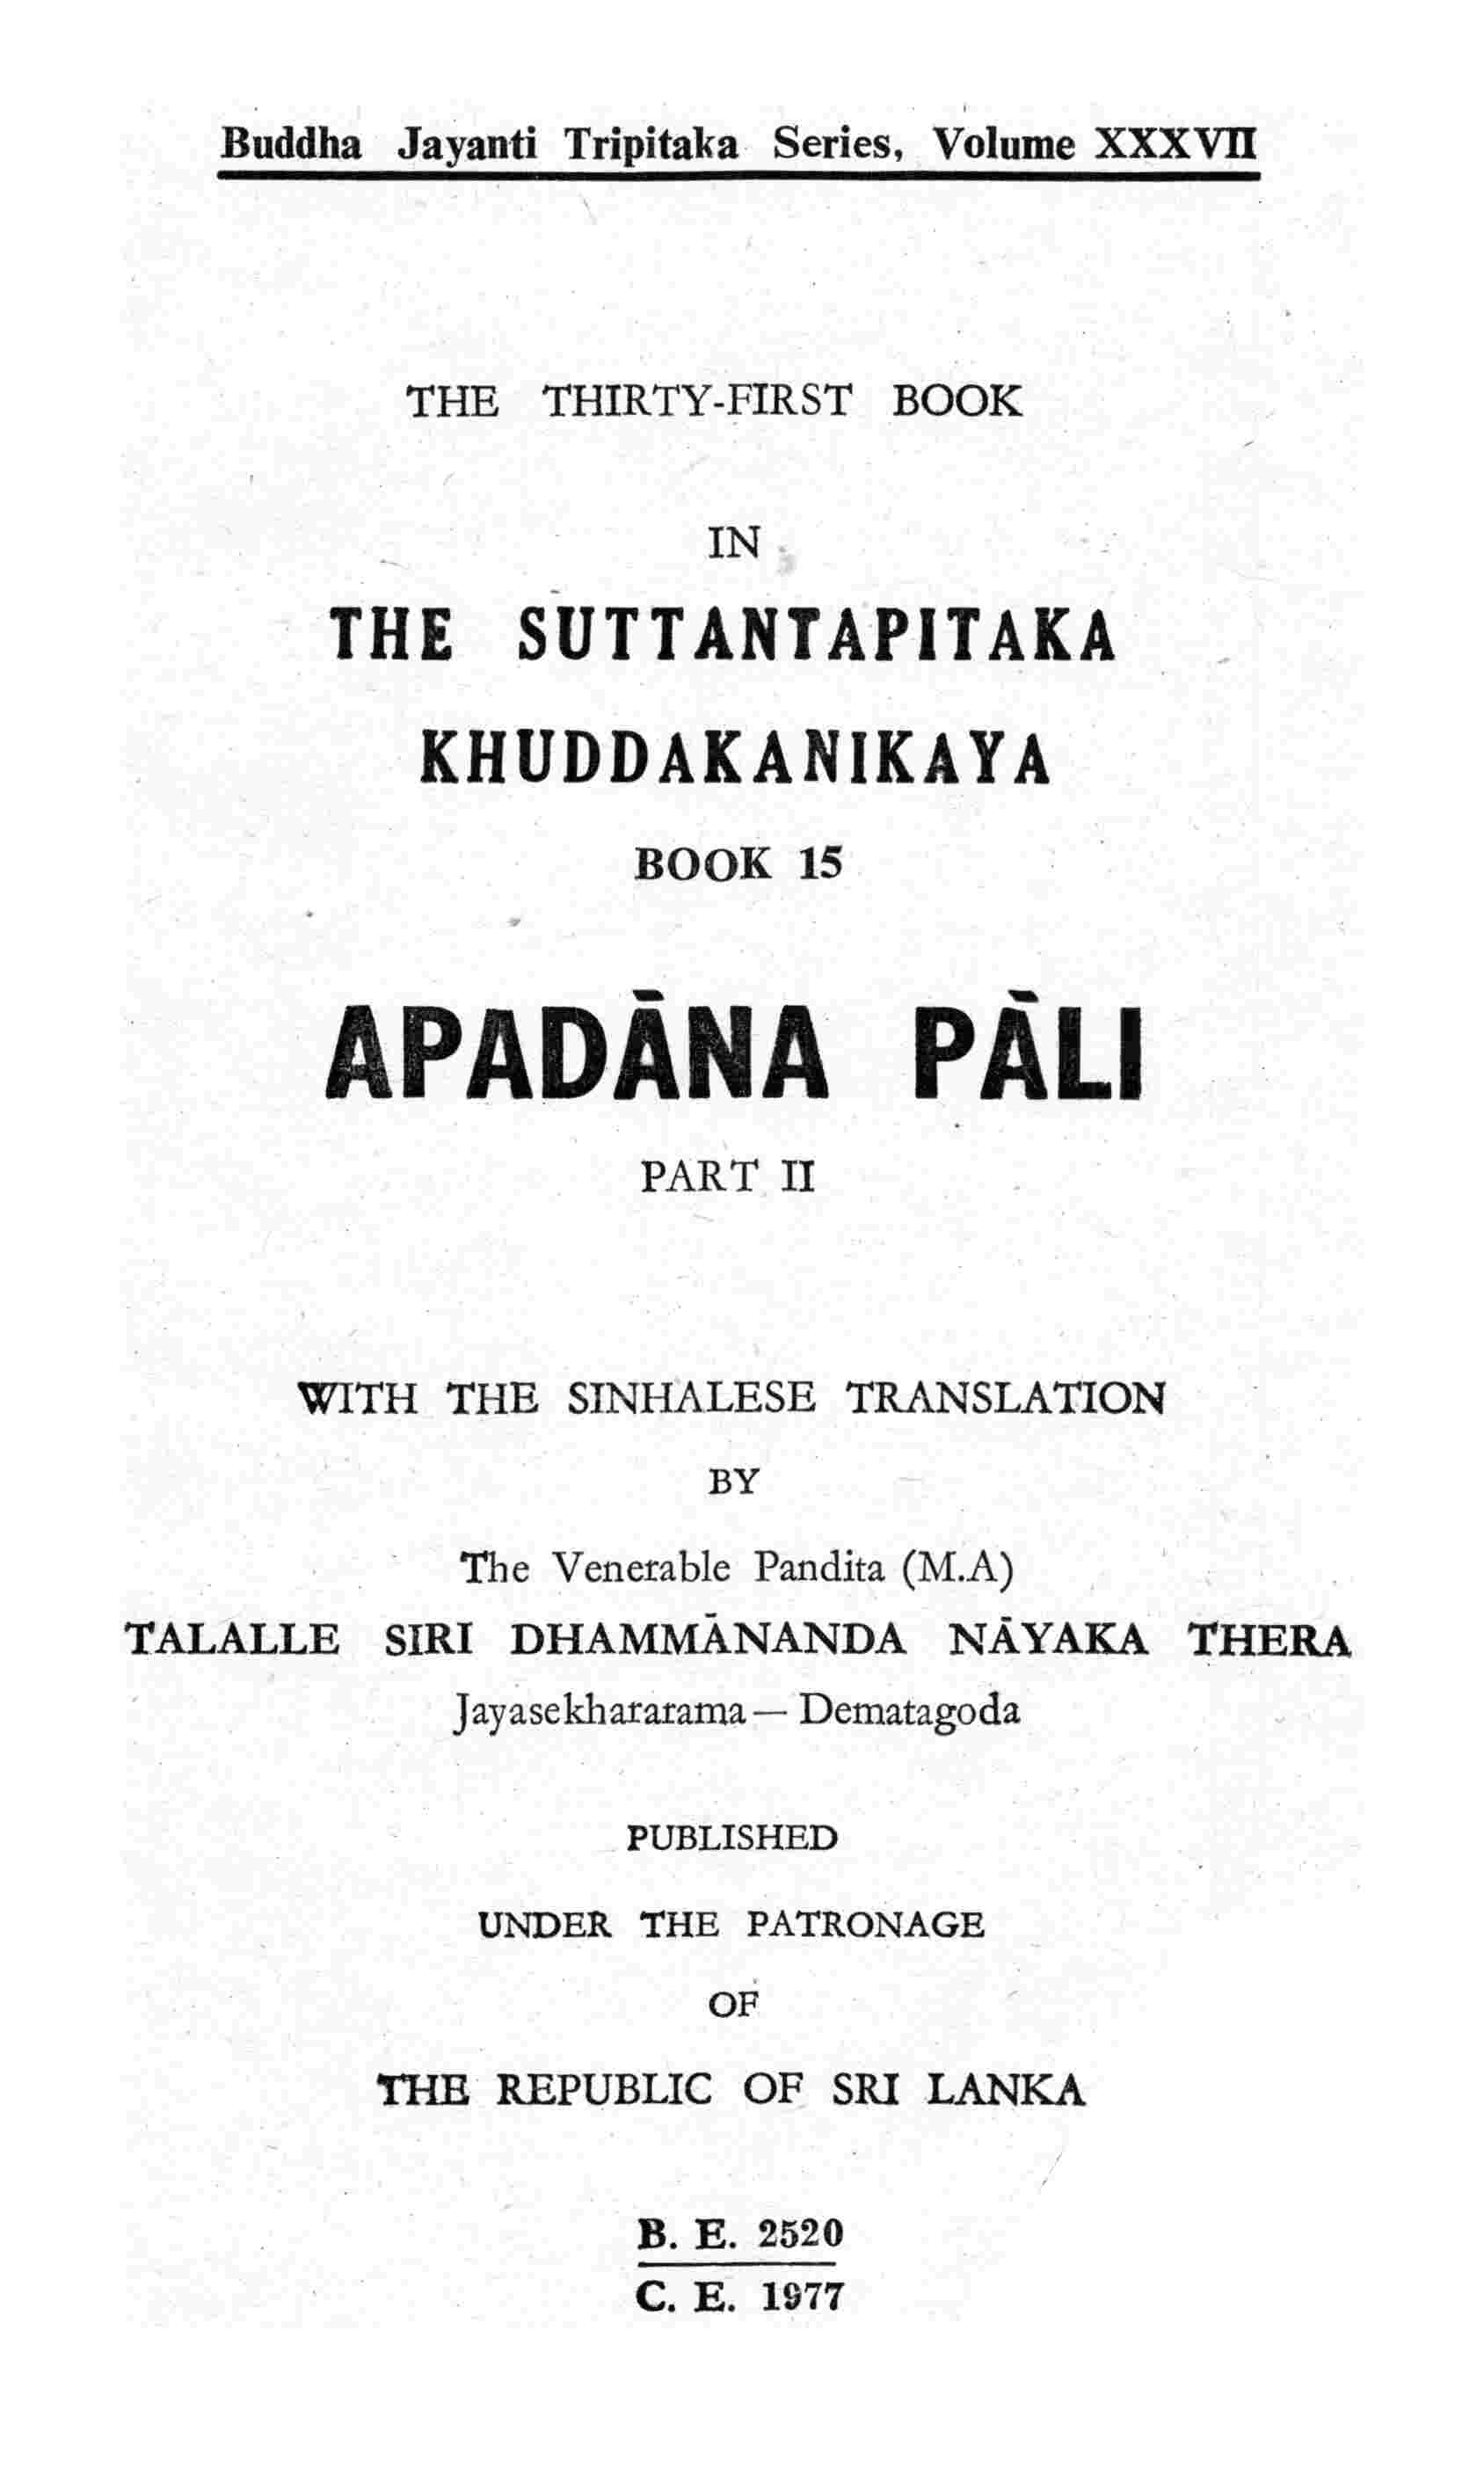 Buddha Jayanti Tripitaka Series, Volume XXXVII
THE THIRTY-FIRST BOOK
IN
THE SUTTANTAPITAKA
KHUDDAKANIKAYA
BOOK 15
APADĀNA PĀLI
PART II
WITH THE SINHALESE TRANSLATION
BY
The Venerable Pandita (M.A)
TALALLE SIRI DHAMMĀNANDA NĀYAKA THERA
Jayasekhararama — Dematagoda
PUBLISHED
UNDER THE PATRONAGE
OF
THE REPUBLIC OF SRI LANKA
B. E. 2520
C. E. 1977